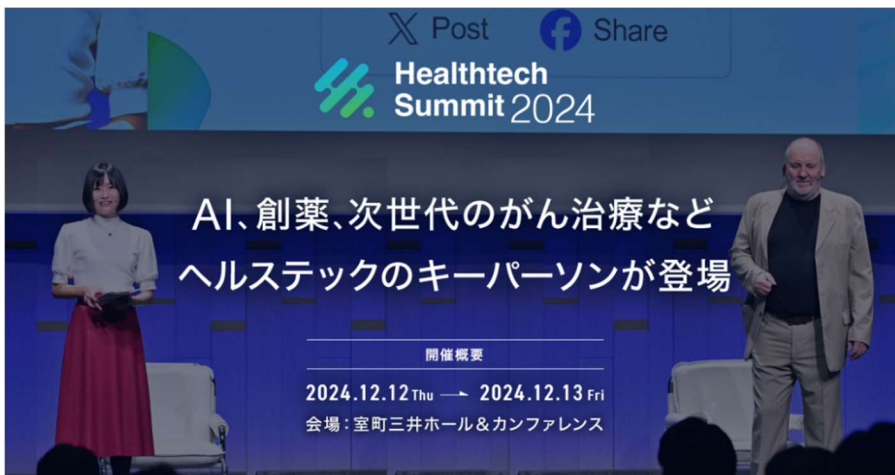 Post
Share
Healthtech
Summit 2024
AI、創薬、次世代のがん治療など
ヘルステックのキーパーソンが登場
開催概要
2024.12.12 Thu → 2024.12.13 Fri
会場：室町三井ホール＆カンファレンス